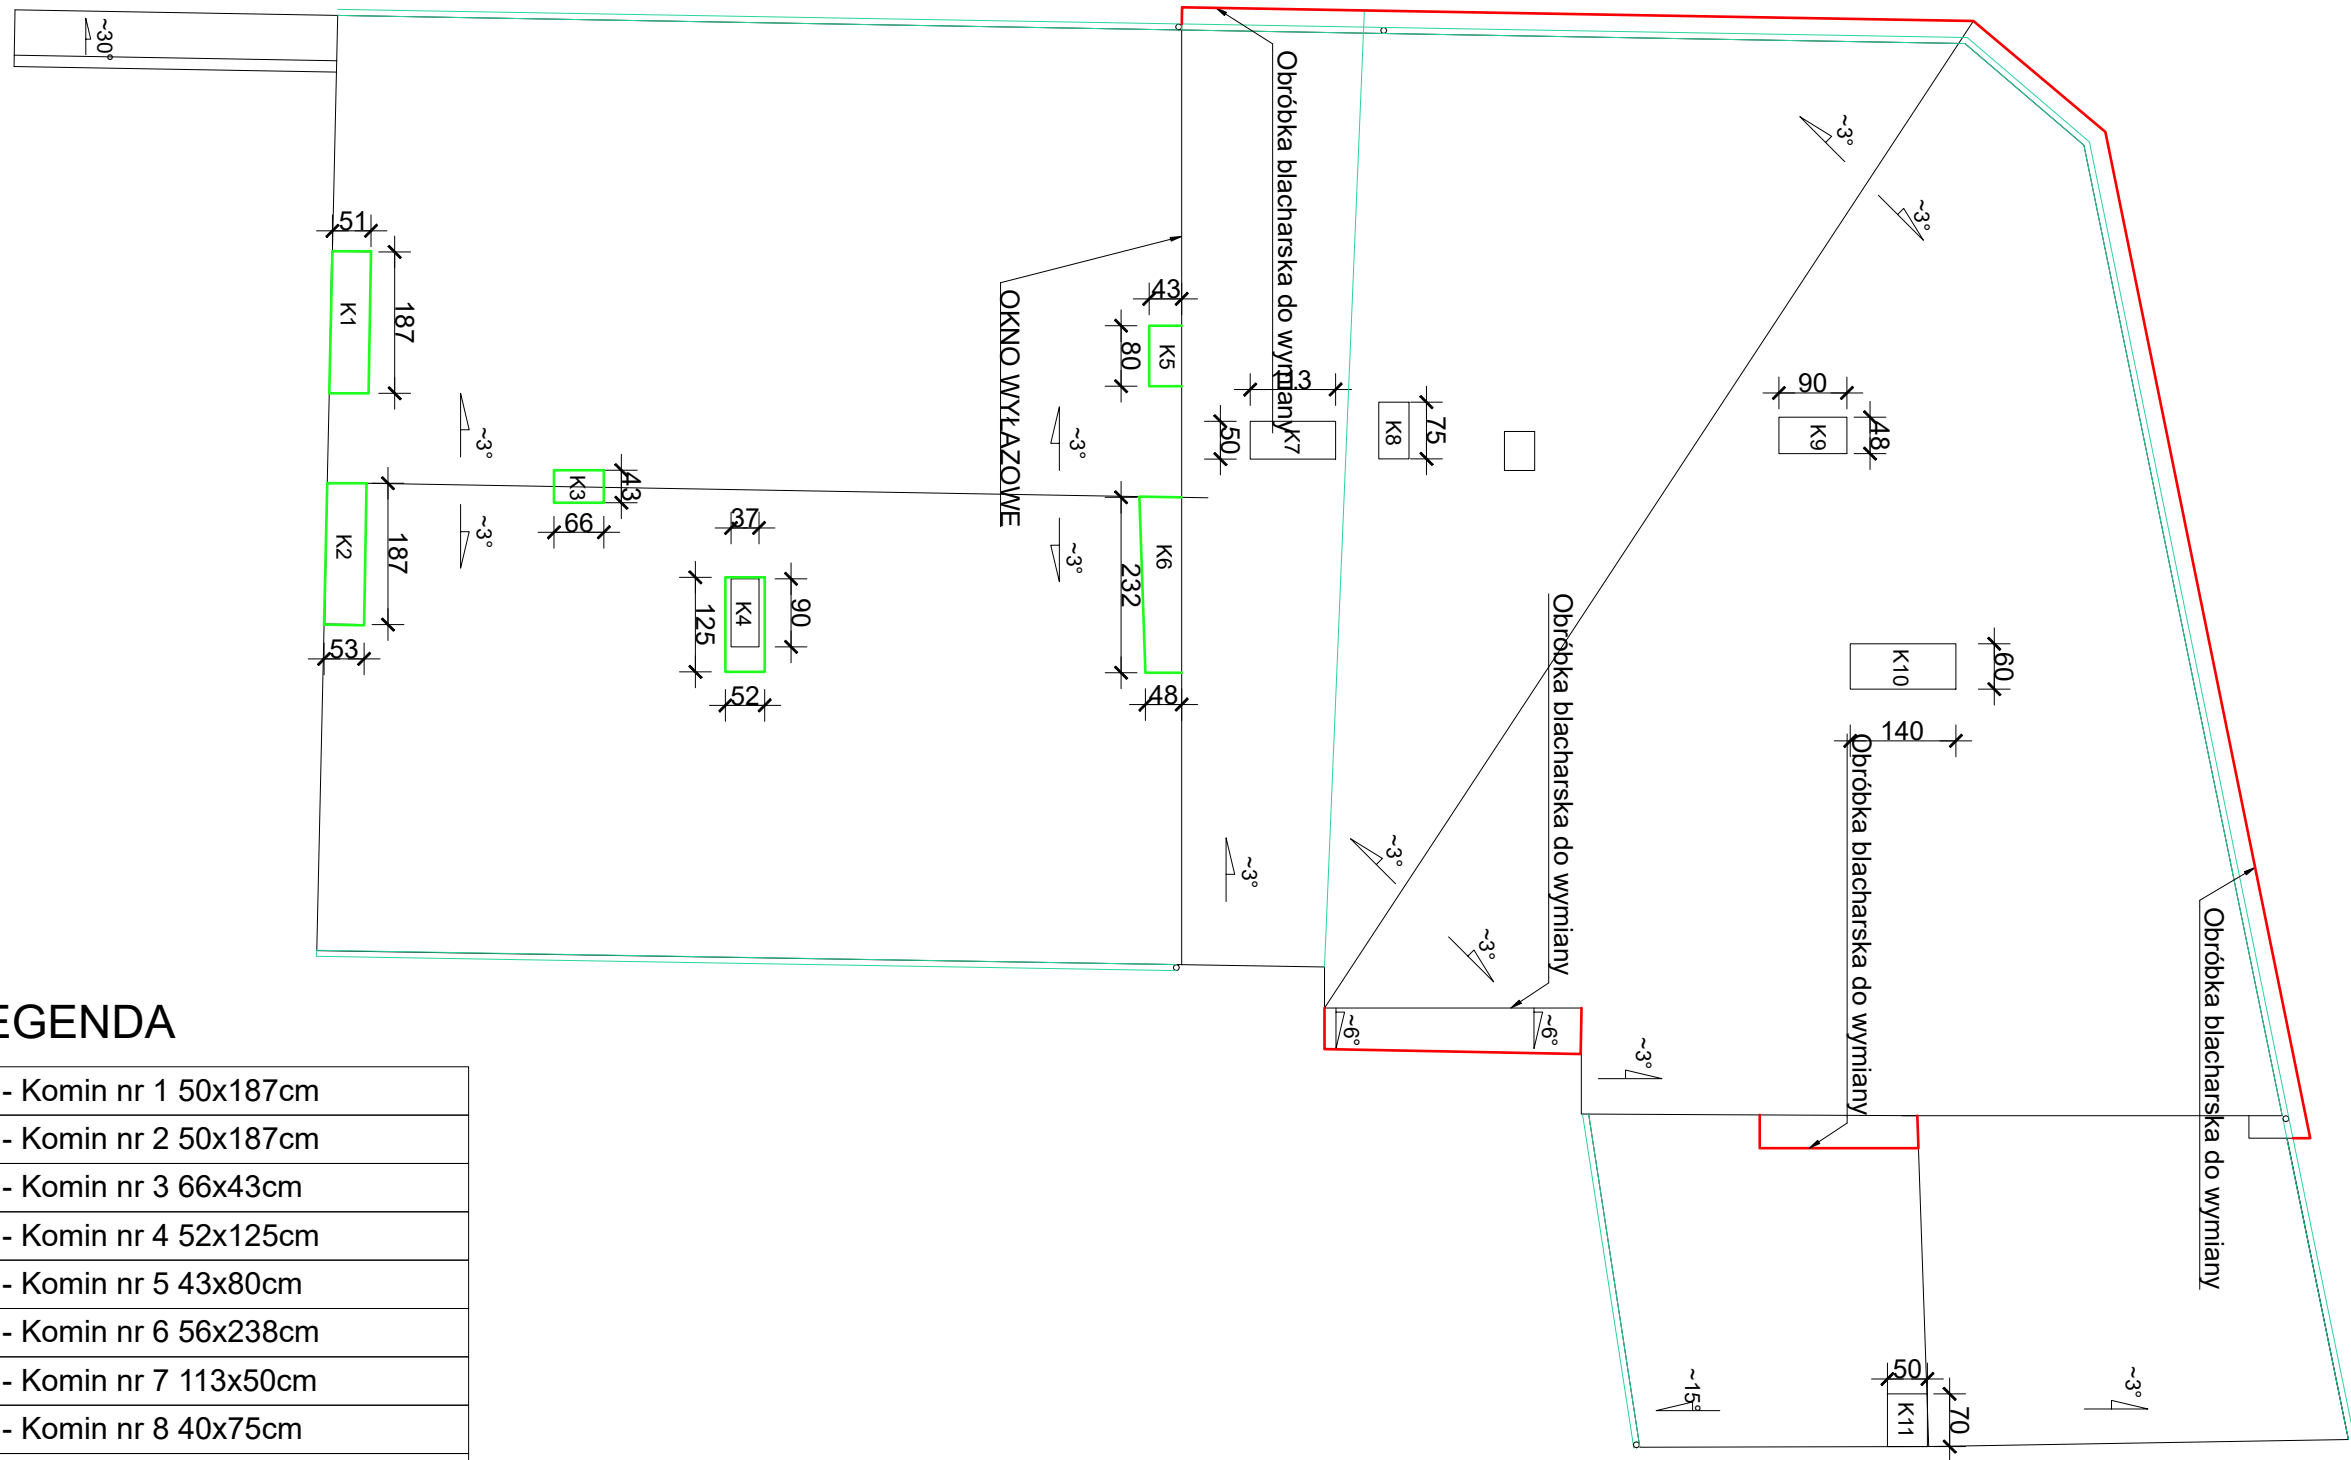 ~30°
51
K1
187
K2
187
53
~3°
~3°
K3
43
66
37
K4
90
125
52
OKNO WYŁAZOWE
~3°
~3°
43
K5
80
K6
232
48
Obróbka blacharska do wymiany
113
50
K7
K8
75
~3°
~3°
90
K9
48
K10
60
140
Obróbka blacharska do wymiany
Obróbka blacharska do wymiany
Obróbka blacharska do wymiany
~3°
~3°
~3°
~6°
~6°
~3°
~15°
50
K11
70
~3°
EGENDA
- Komin nr 1 50x187cm
- Komin nr 2 50x187cm
- Komin nr 3 66x43cm
- Komin nr 4 52x125cm
- Komin nr 5 43x80cm
- Komin nr 6 56x238cm
- Komin nr 7 113x50cm
- Komin nr 8 40x75cm